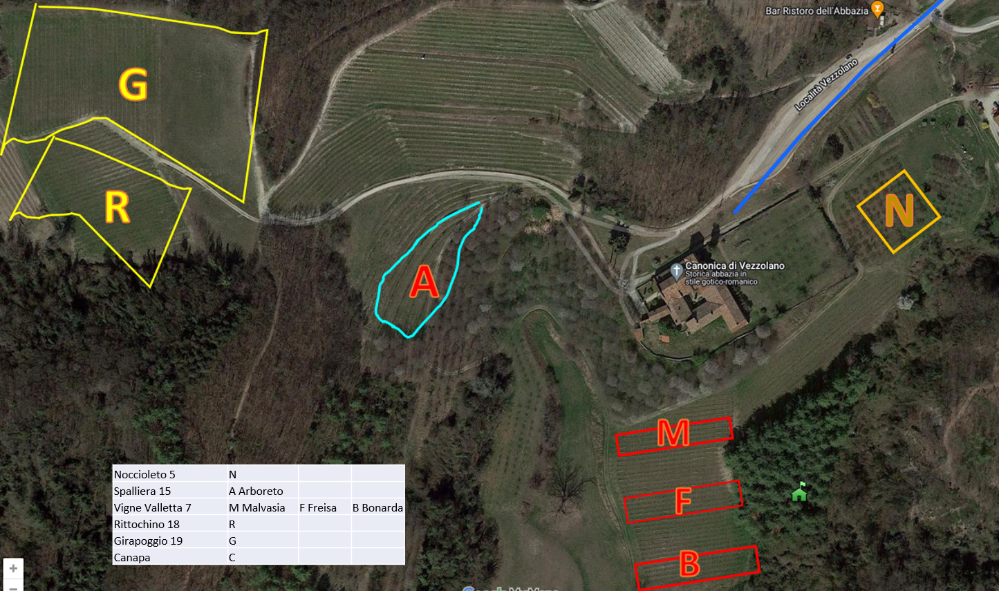 Bar Ristoro dell'Abbazia
Località Vezzolano
G
R
N
A
Canonica di Vezzolano
Storica abbazia in
stile gotico-romanico
M
F
B
Noccioleto 5 N
Spalliera 15 A Arboreto
Vigne Valletta 7 M Malvasia F Freisa B Bonarda
Rittochino 18 R
Girapoggio 19 G
Canapa C
+
−